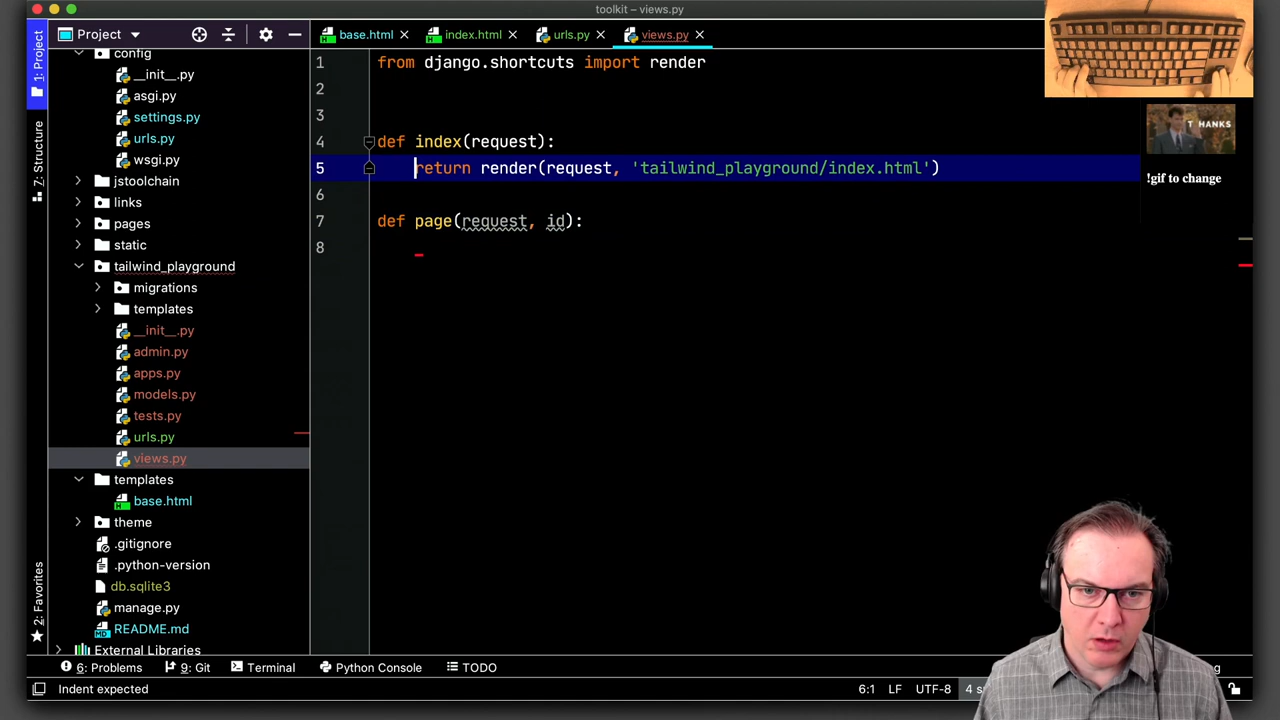 toolkit – views.py
1: Project
Project
base.html
index.html
urls.py
views.py
config
__init__.py
asgi.py
settings.py
urls.py
wsgi.py
jstoolchain
links
pages
static
tailwind_playground
migrations
templates
__init__.py
admin.py
apps.py
models.py
tests.py
urls.py
views.py
templates
base.html
theme
.gitignore
.python-version
db.sqlite3
manage.py
README.md
External Libraries
7: Structure
2: Favorites
1 from django.shortcuts import render
2
3
4 def index(request):
5 return render(request, 'tailwind_playground/index.html')
6
7 def page(request, id):
8
T HANKS
!gif to change
6: Problems
9: Git
Terminal
Python Console
TODO
Indent expected
6:1
LF
UTF-8